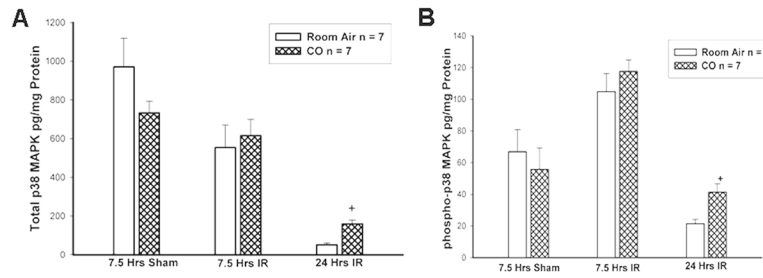 A
Total p38 MAPK pg/mg Protein
1200
1000
800
600
400
200
0
Room Air n = 7
CO n = 7
+
7.5 Hrs Sham
7.5 Hrs IR
24 Hrs IR
B
phospho-p38 MAPK pg/mg Protein
140
120
100
80
60
40
20
0
Room Air n =
CO n = 7
+
7.5 Hrs Sham
7.5 Hrs IR
24 Hrs IR